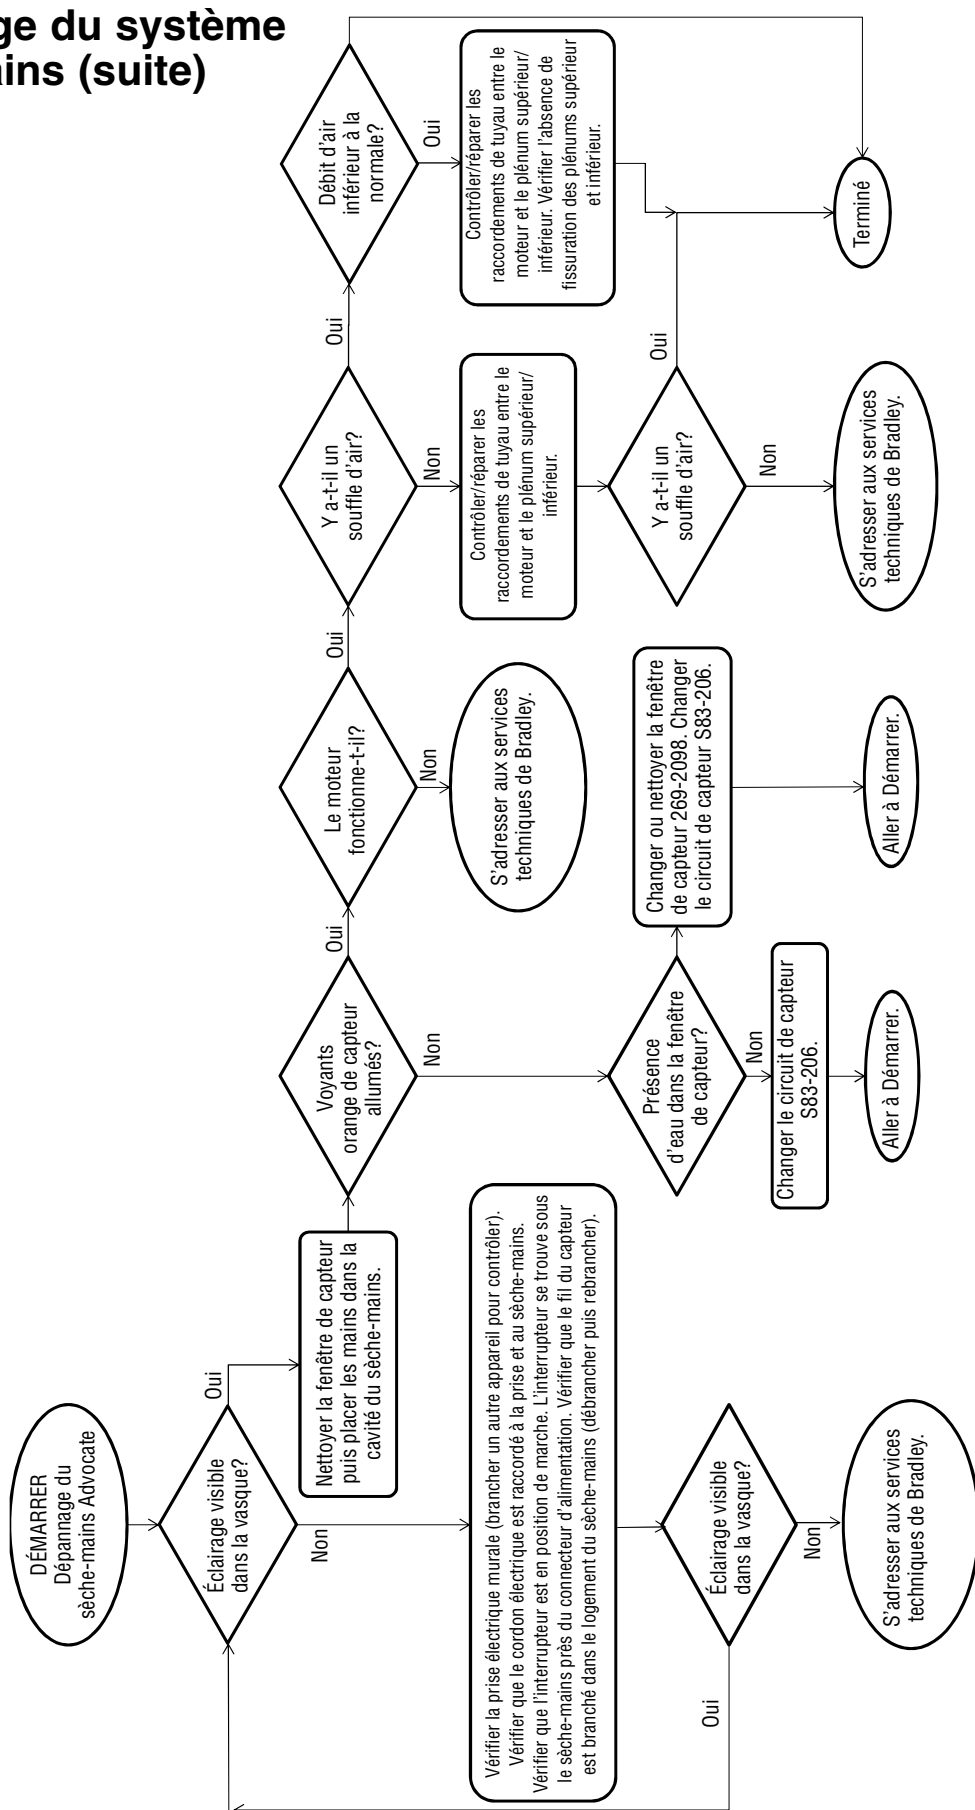 ge du système
ains (suite)
DÉMARRER
Dépannage du
sèche-mains Advocate
Éclairage visible
dans la vasque?
Oui
Non
Nettoyer la fenêtre de capteur
puis placer les mains dans la
cavité du sèche-mains.
Vérifier la prise électrique murale (brancher un autre appareil pour contrôler).
Vérifier que le cordon électrique est raccordé à la prise et au sèche-mains.
Vérifier que l'interrupteur est en position de marche. L'interrupteur se trouve sous
le sèche-mains près du connecteur d'alimentation. Vérifier que le fil du capteur
est branché dans le logement du sèche-mains (débrancher puis rebrancher).
Éclairage visible
dans la vasque?
Oui
Non
S'adresser aux services
techniques de Bradley.
Voyants
orange de capteur
allumés?
Oui
Non
Présence
d'eau dans la fenêtre
de capteur?
Non
Changer le circuit de capteur
S83-206.
Aller à Démarrer.
Changer ou nettoyer la fenêtre
de capteur 269-2098. Changer
le circuit de capteur S83-206.
Aller à Démarrer.
Le moteur
fonctionne-t-il?
Oui
Non
S'adresser aux services
techniques de Bradley.
Y a-t-il un
souffle d'air?
Oui
Non
Contrôler/réparer les
raccordements de tuyau entre le
moteur et le plénum supérieur/
inférieur.
Y a-t-il un
souffle d'air?
Oui
Non
S'adresser aux services
techniques de Bradley.
Débit d'air
inférieur à la
normale?
Oui
Contrôler/réparer les
raccordements de tuyau entre le
moteur et le plénum supérieur/
inférieur. Vérifier l'absence de
fissuration des plénums supérieur
et inférieur.
Terminé